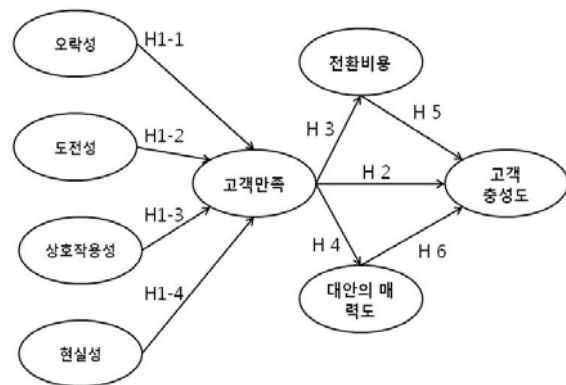 오락성
H1-1
전환비용
H 5
도전성
H1-2
H 3
고객만족
H 2
고객
충성도
상호작용성
H1-3
H 4
H 6
H1-4
대안의 매
력도
현실성